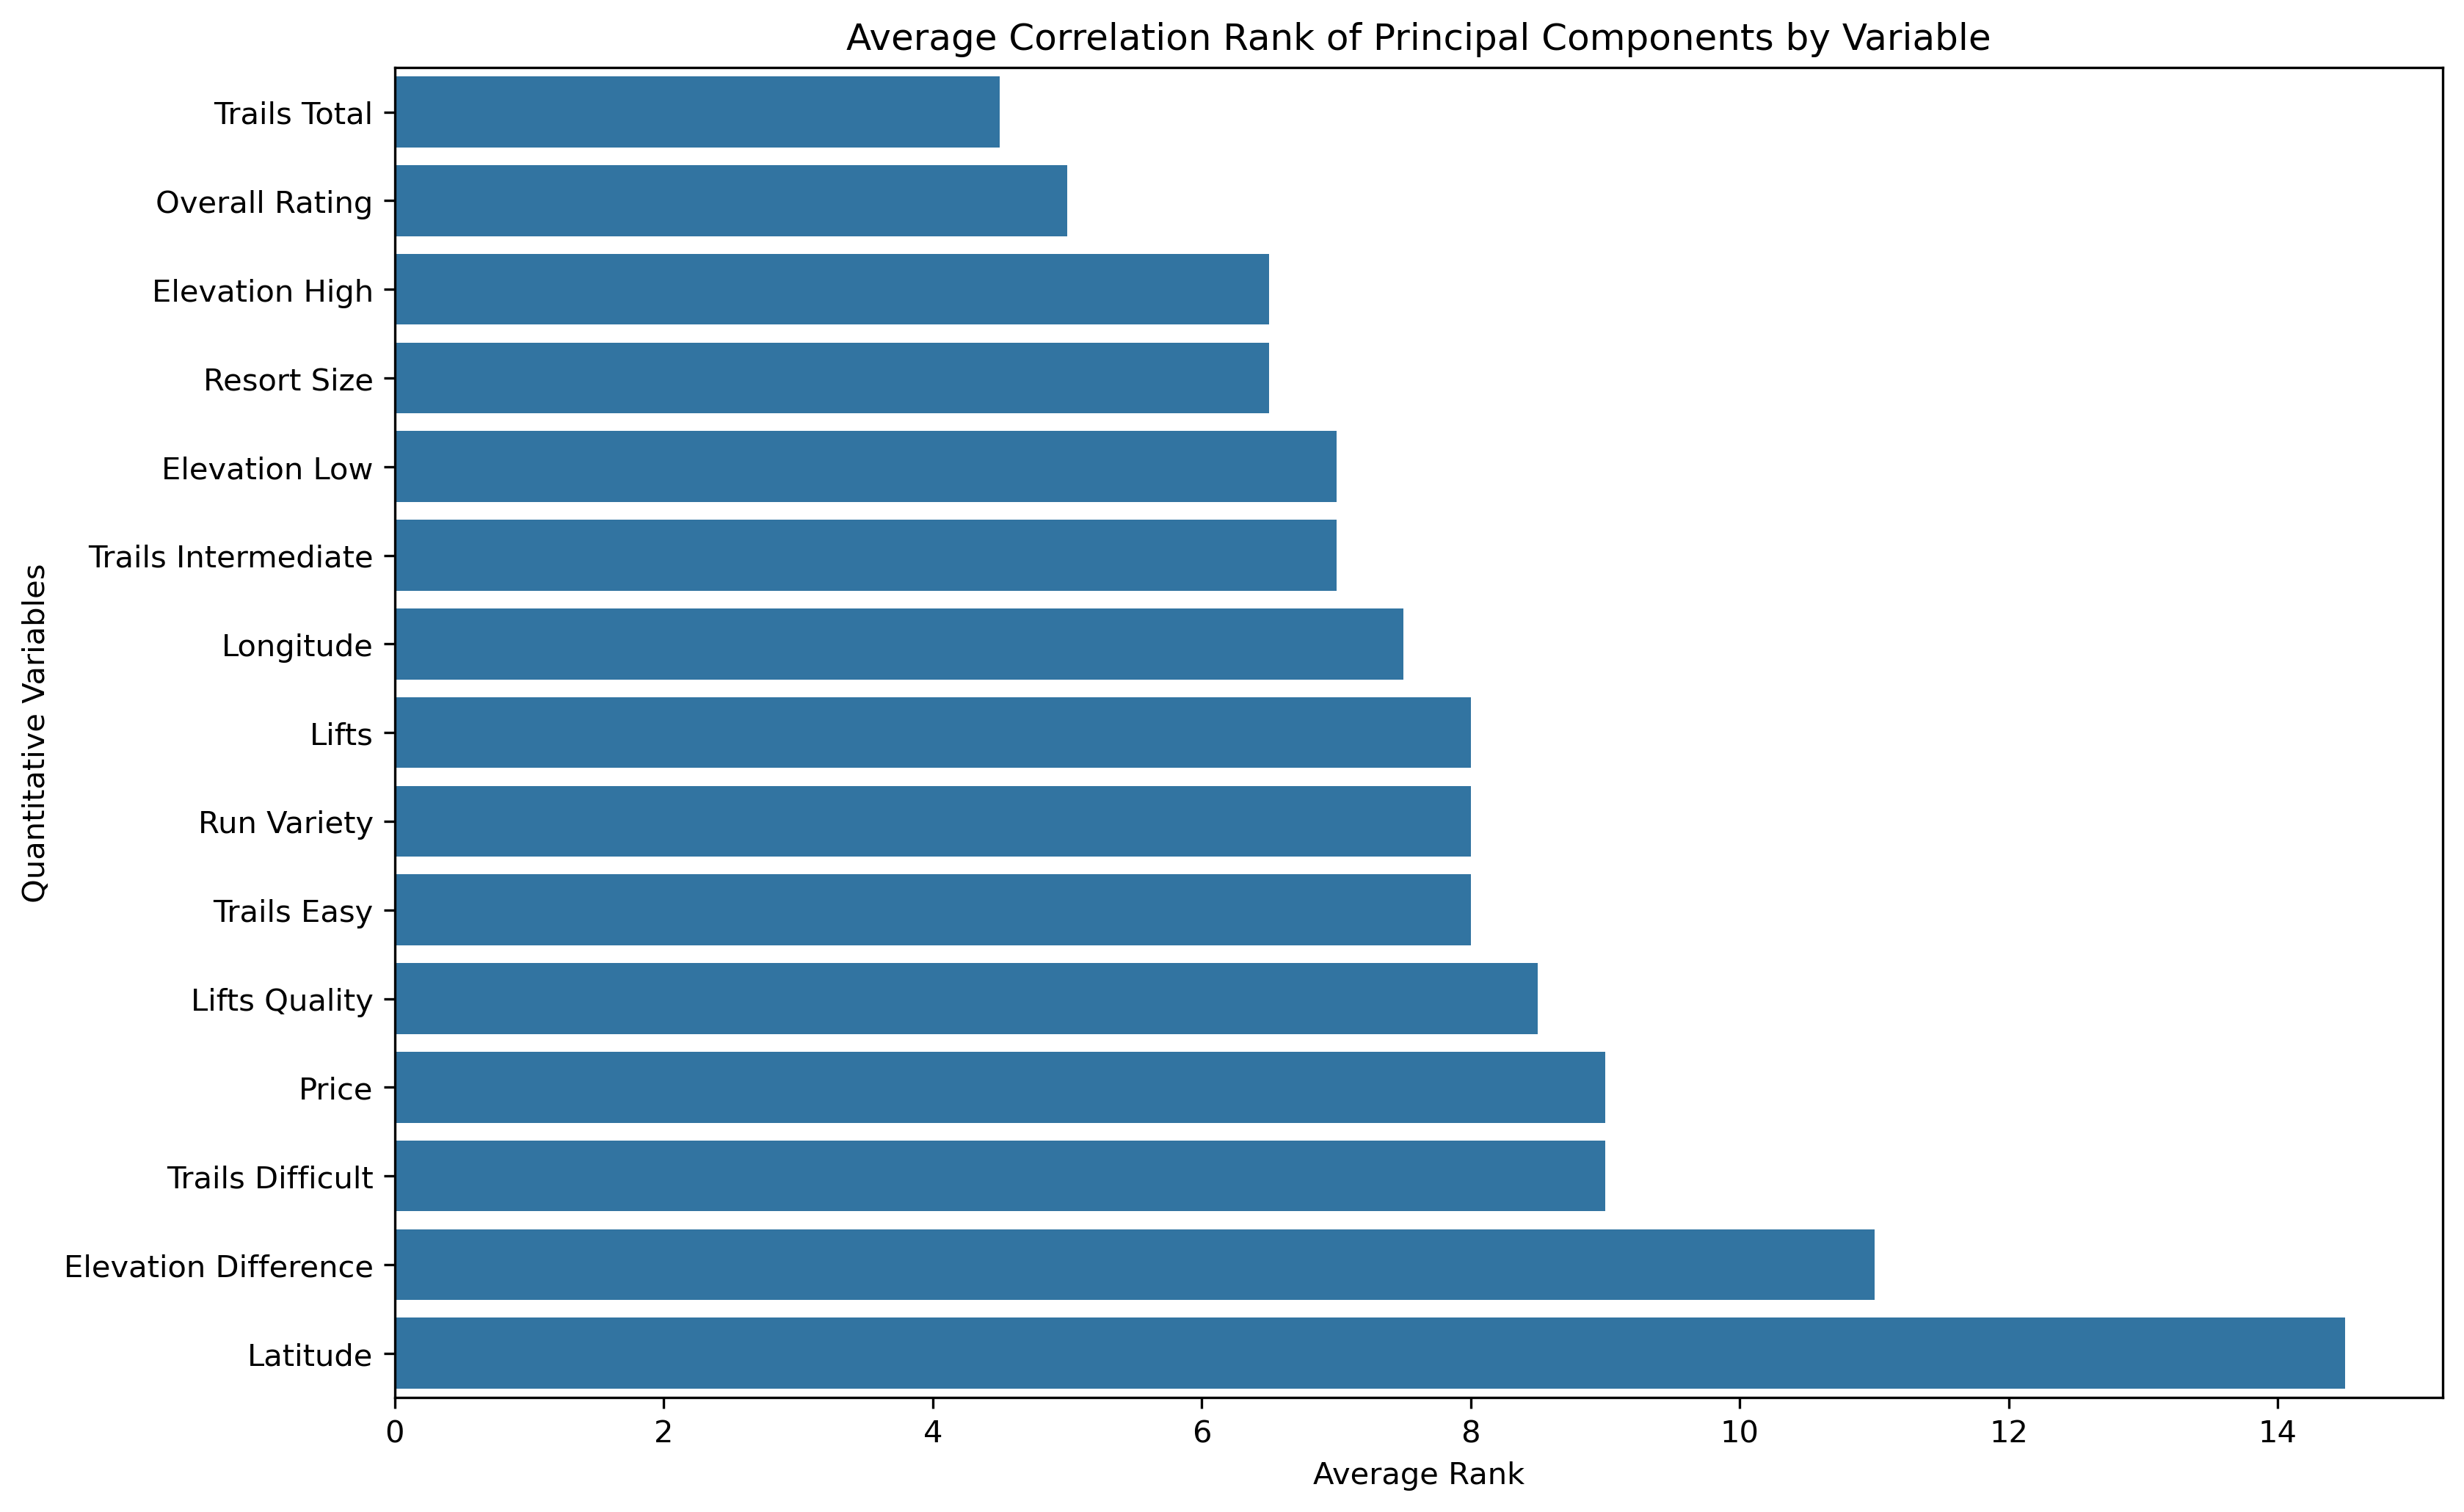 Average Correlation Rank of Principal Components by Variable
Quantitative Variables
Trails Total
Overall Rating
Elevation High
Resort Size
Elevation Low
Trails Intermediate
Longitude
Lifts
Run Variety
Trails Easy
Lifts Quality
Price
Trails Difficult
Elevation Difference
Latitude
0 2 4 6 8 10 12 14
Average Rank